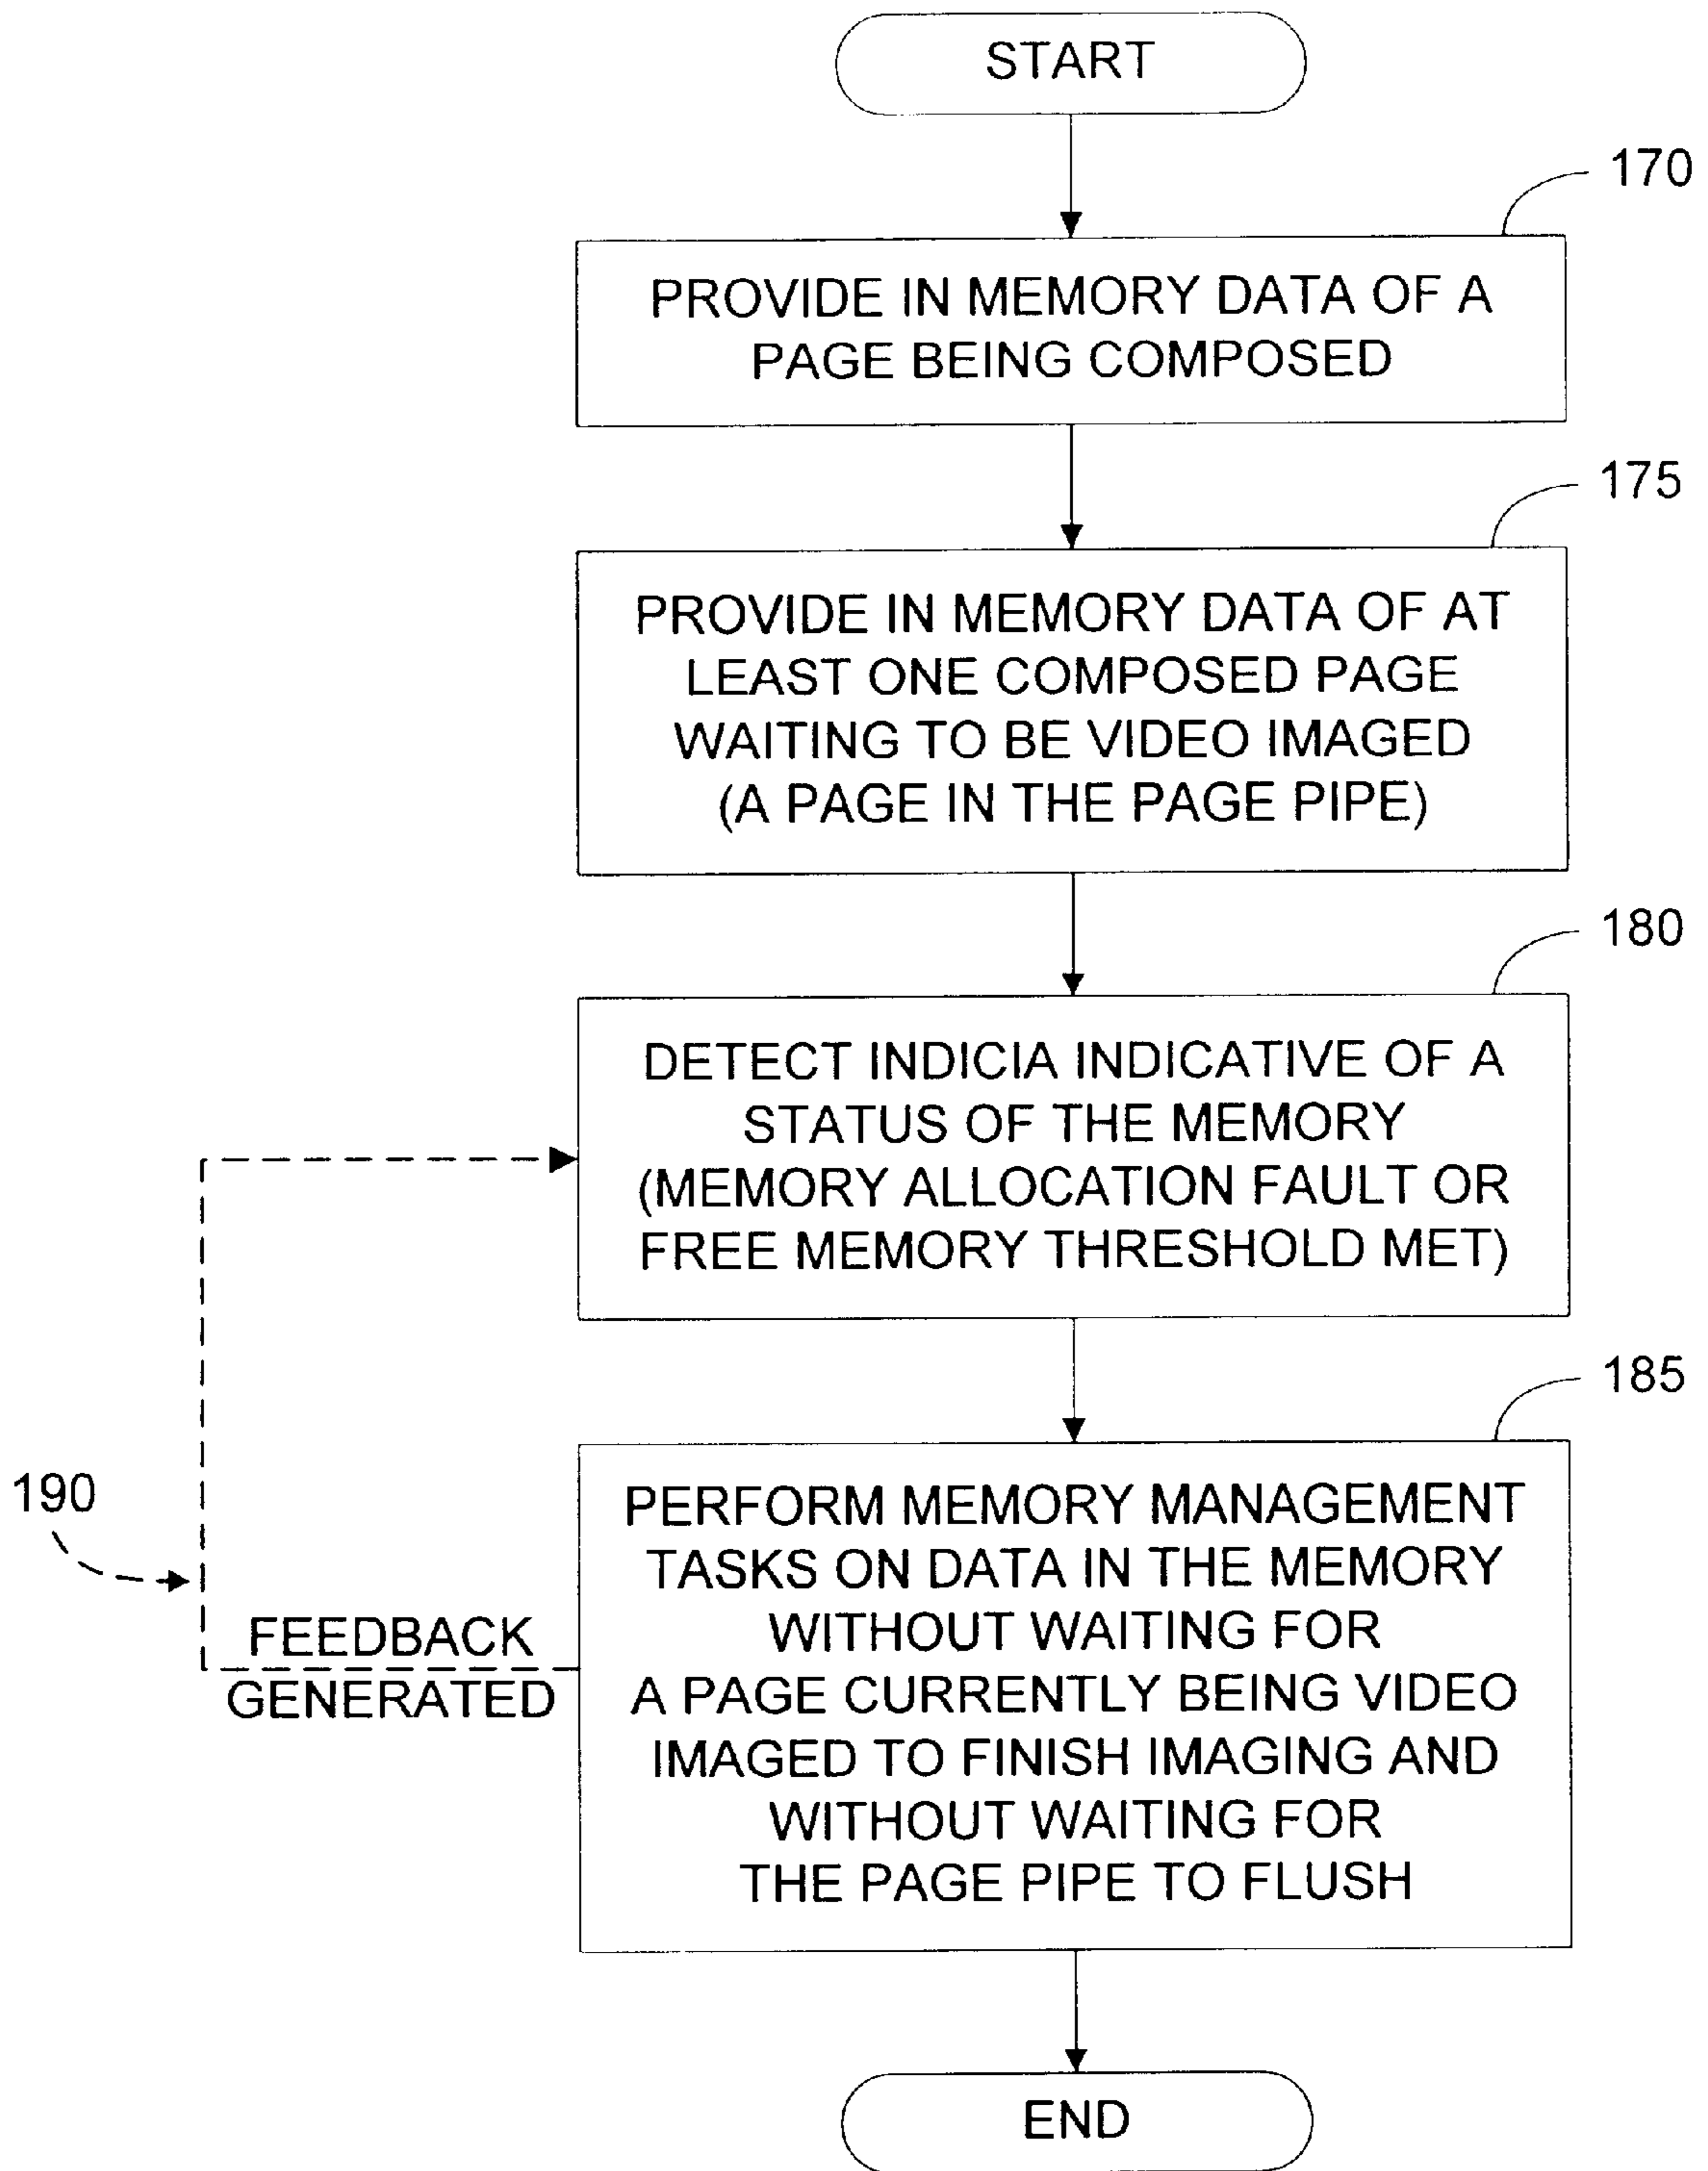 START
170
PROVIDE IN MEMORY DATA OF A
PAGE BEING COMPOSED
175
PROVIDE IN MEMORY DATA OF AT
LEAST ONE COMPOSED PAGE
WAITING TO BE VIDEO IMAGED
(A PAGE IN THE PAGE PIPE)
180
DETECT INDICIA INDICATIVE OF A
STATUS OF THE MEMORY
(MEMORY ALLOCATION FAULT OR
FREE MEMORY THRESHOLD MET)
185
PERFORM MEMORY MANAGEMENT
TASKS ON DATA IN THE MEMORY
WITHOUT WAITING FOR
A PAGE CURRENTLY BEING VIDEO
IMAGED TO FINISH IMAGING AND
WITHOUT WAITING FOR
THE PAGE PIPE TO FLUSH
190
FEEDBACK
GENERATED
END